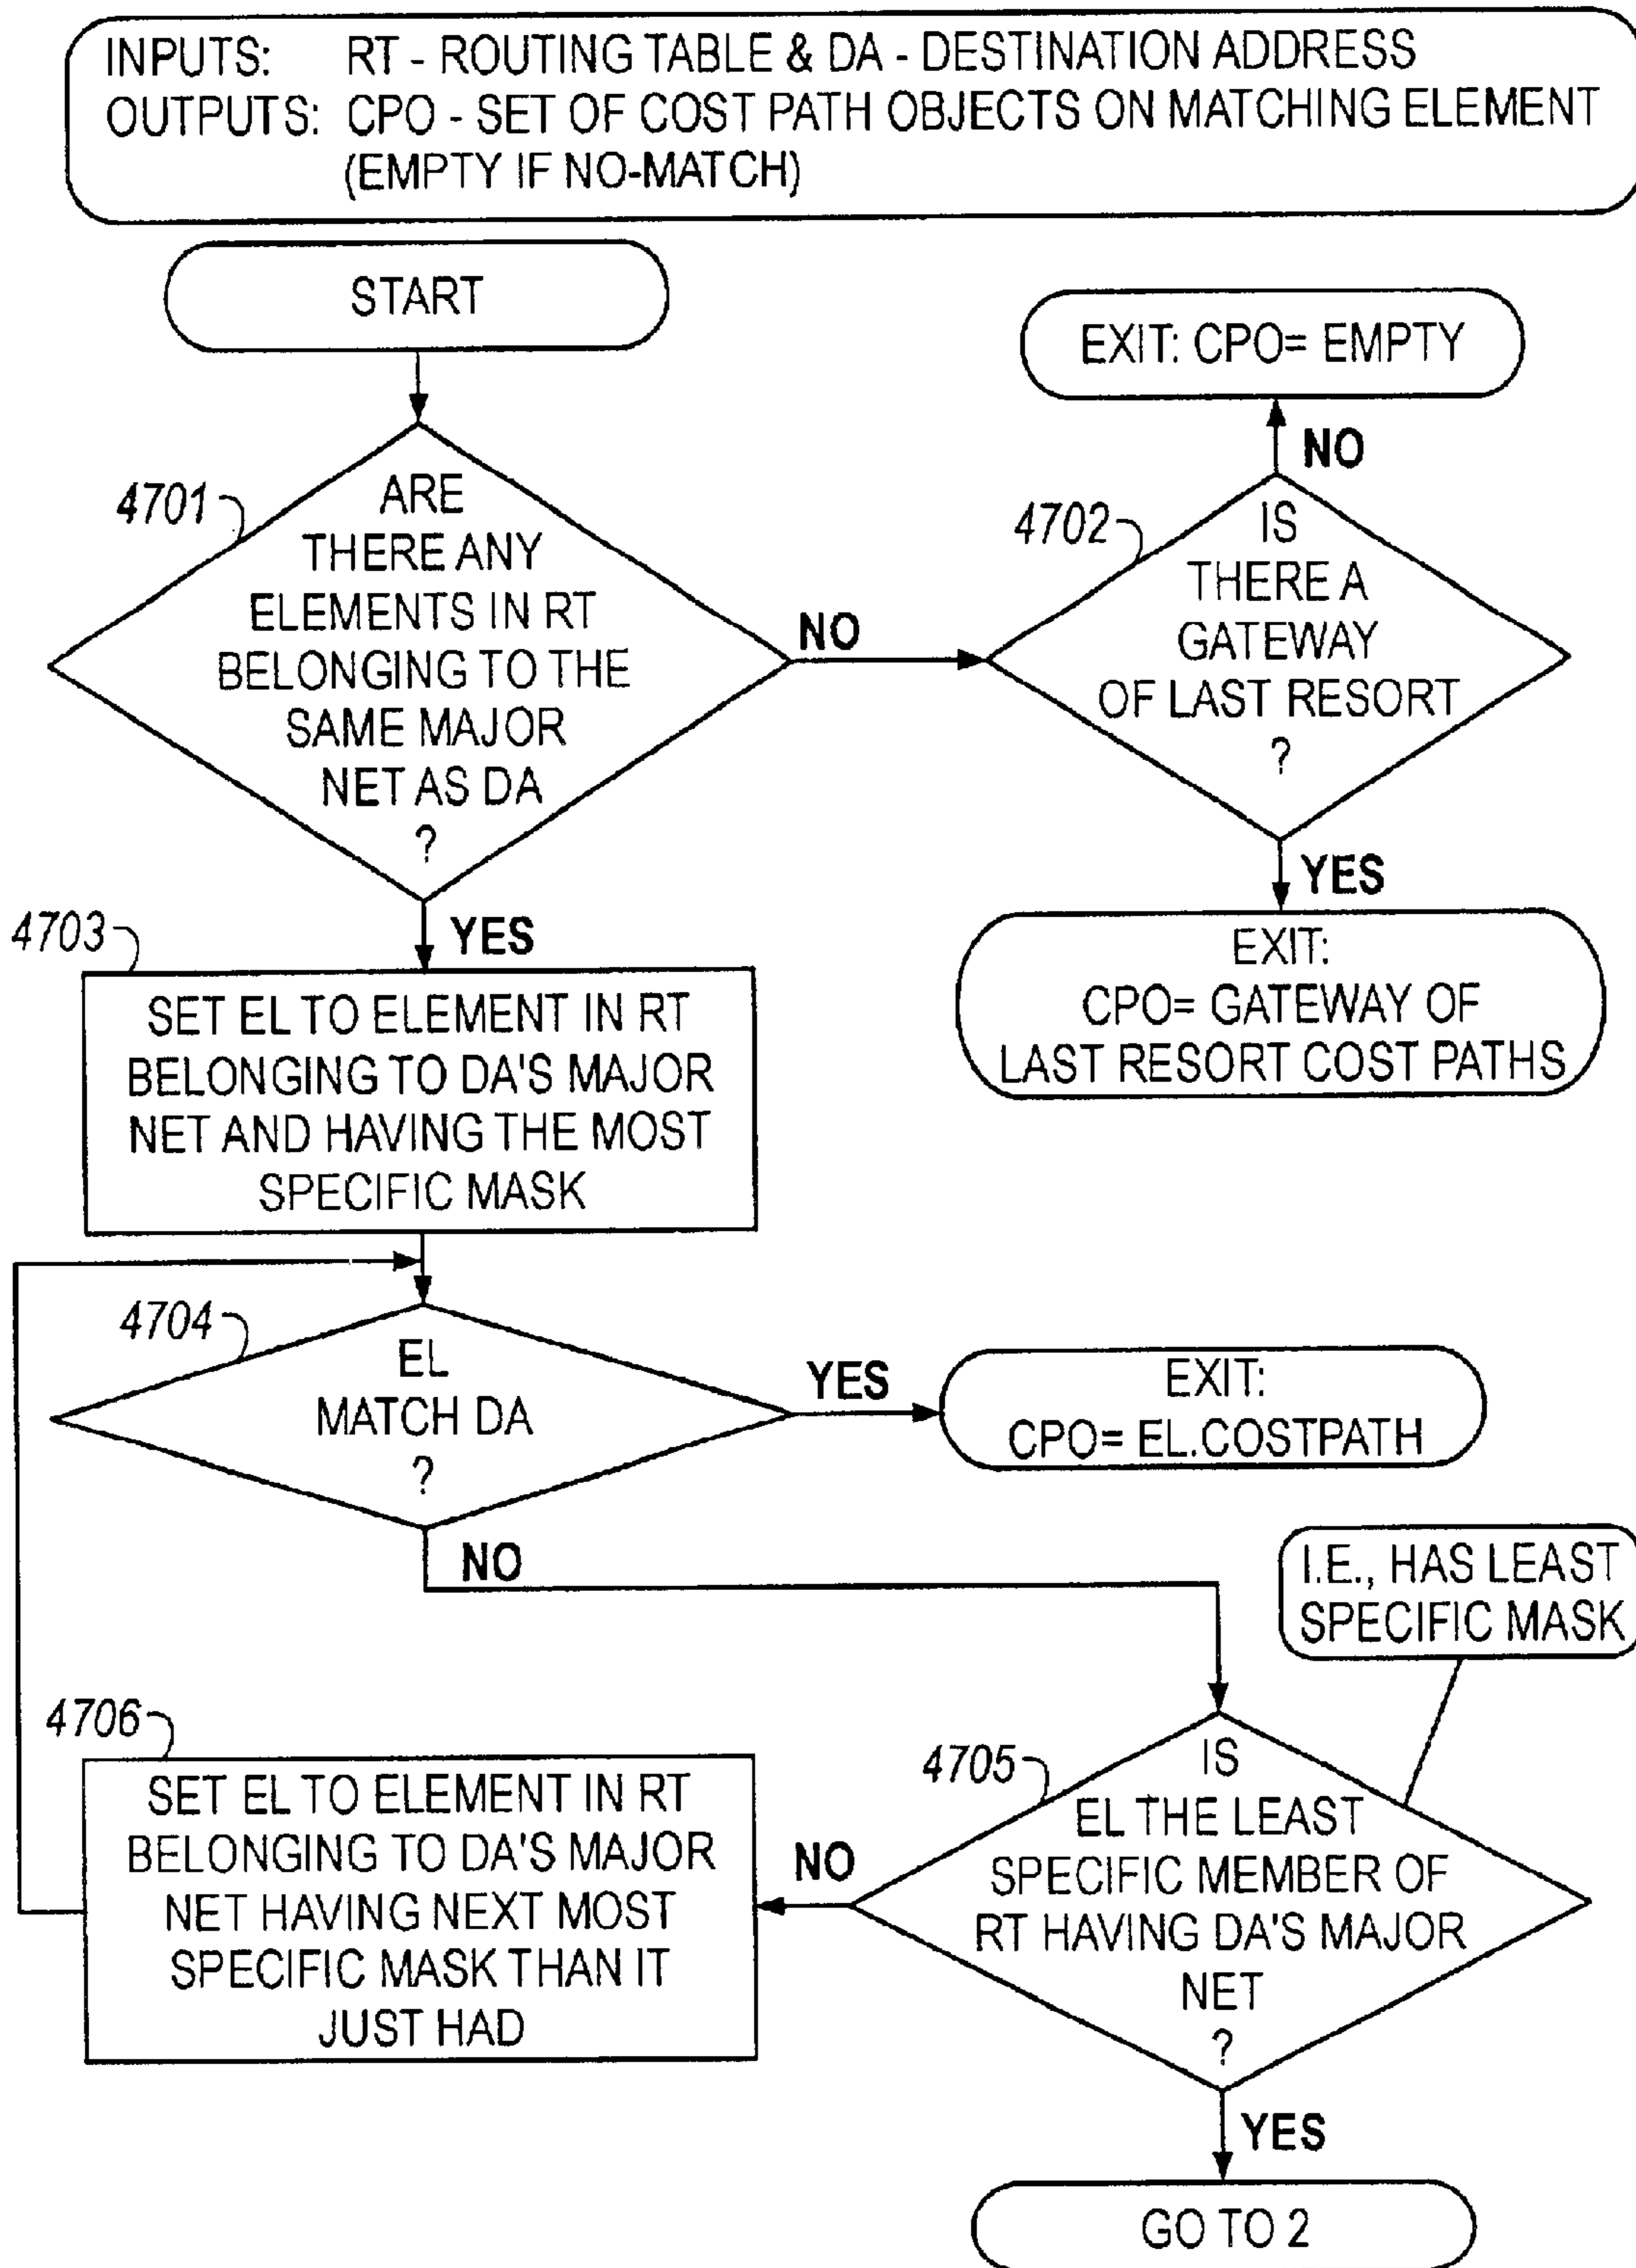 INPUTS: RT - ROUTING TABLE & DA - DESTINATION ADDRESS
OUTPUTS: CPO - SET OF COST PATH OBJECTS ON MATCHING ELEMENT
(EMPTY IF NO-MATCH)
START
EXIT: CPO= EMPTY
NO
4701
ARE
THERE ANY
ELEMENTS IN RT
BELONGING TO THE
SAME MAJOR
NET AS DA
?
NO
4702
IS
THERE A
GATEWAY
OF LAST RESORT
?
YES
EXIT:
CPO= GATEWAY OF
LAST RESORT COST PATHS
YES
4703
SET EL TO ELEMENT IN RT
BELONGING TO DA'S MAJOR
NET AND HAVING THE MOST
SPECIFIC MASK
4704
EL
MATCH DA
?
YES
EXIT:
CPO= EL.COSTPATH
NO
I.E., HAS LEAST
SPECIFIC MASK
4705
IS
EL THE LEAST
SPECIFIC MEMBER OF
RT HAVING DA'S MAJOR
NET
?
NO
4706
SET EL TO ELEMENT IN RT
BELONGING TO DA'S MAJOR
NET HAVING NEXT MOST
SPECIFIC MASK THAN IT
JUST HAD
YES
GO TO 2